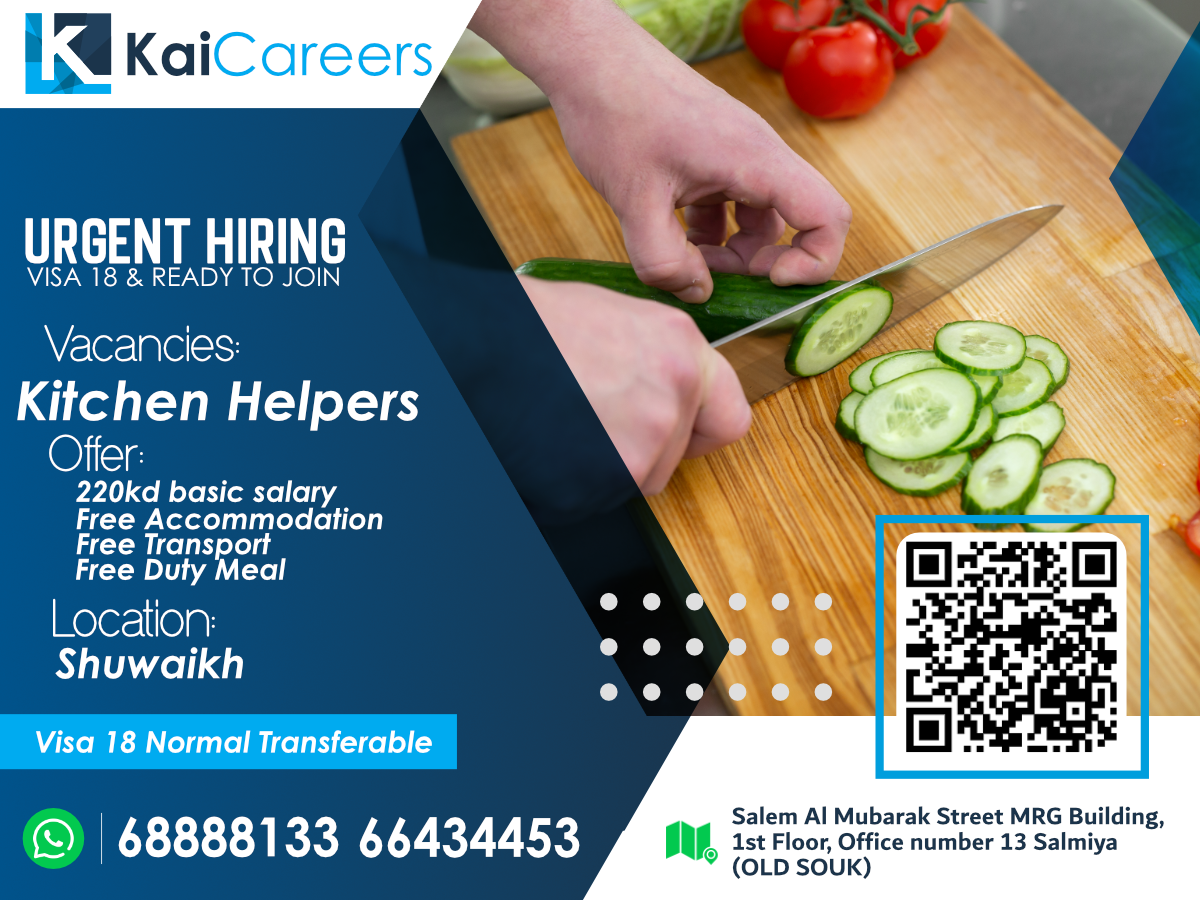 KaiCareers
URGENT HIRING
VISA 18 & READY TO JOIN
Vacancies:
Kitchen Helpers
Offer:
220kd basic salary
Free Accommodation
Free Transport
Free Duty Meal
Location:
Shuwaikh
Visa 18 Normal Transferable
68888133 66434453
Salem Al Mubarak Street MRG Building,
1st Floor, Office number 13 Salmiya
(OLD SOUK)